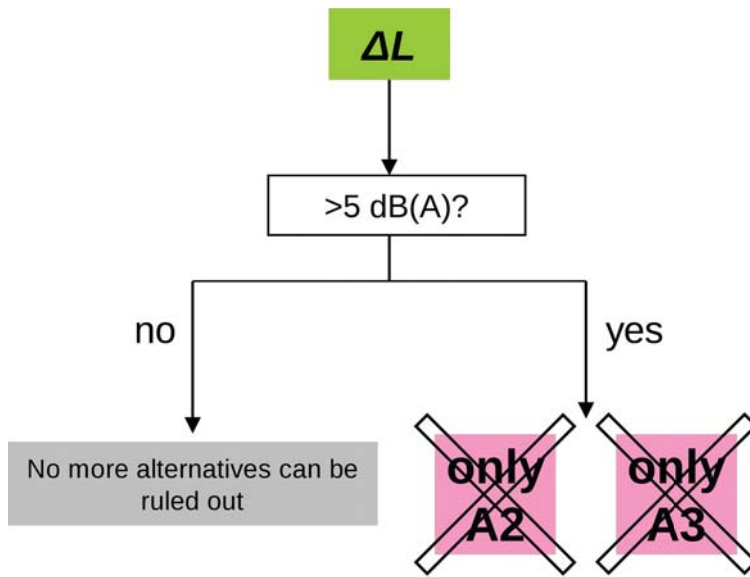 ΔL
>5 dB(A)?
no
yes
No more alternatives can be
ruled out
only
A2
only
A3